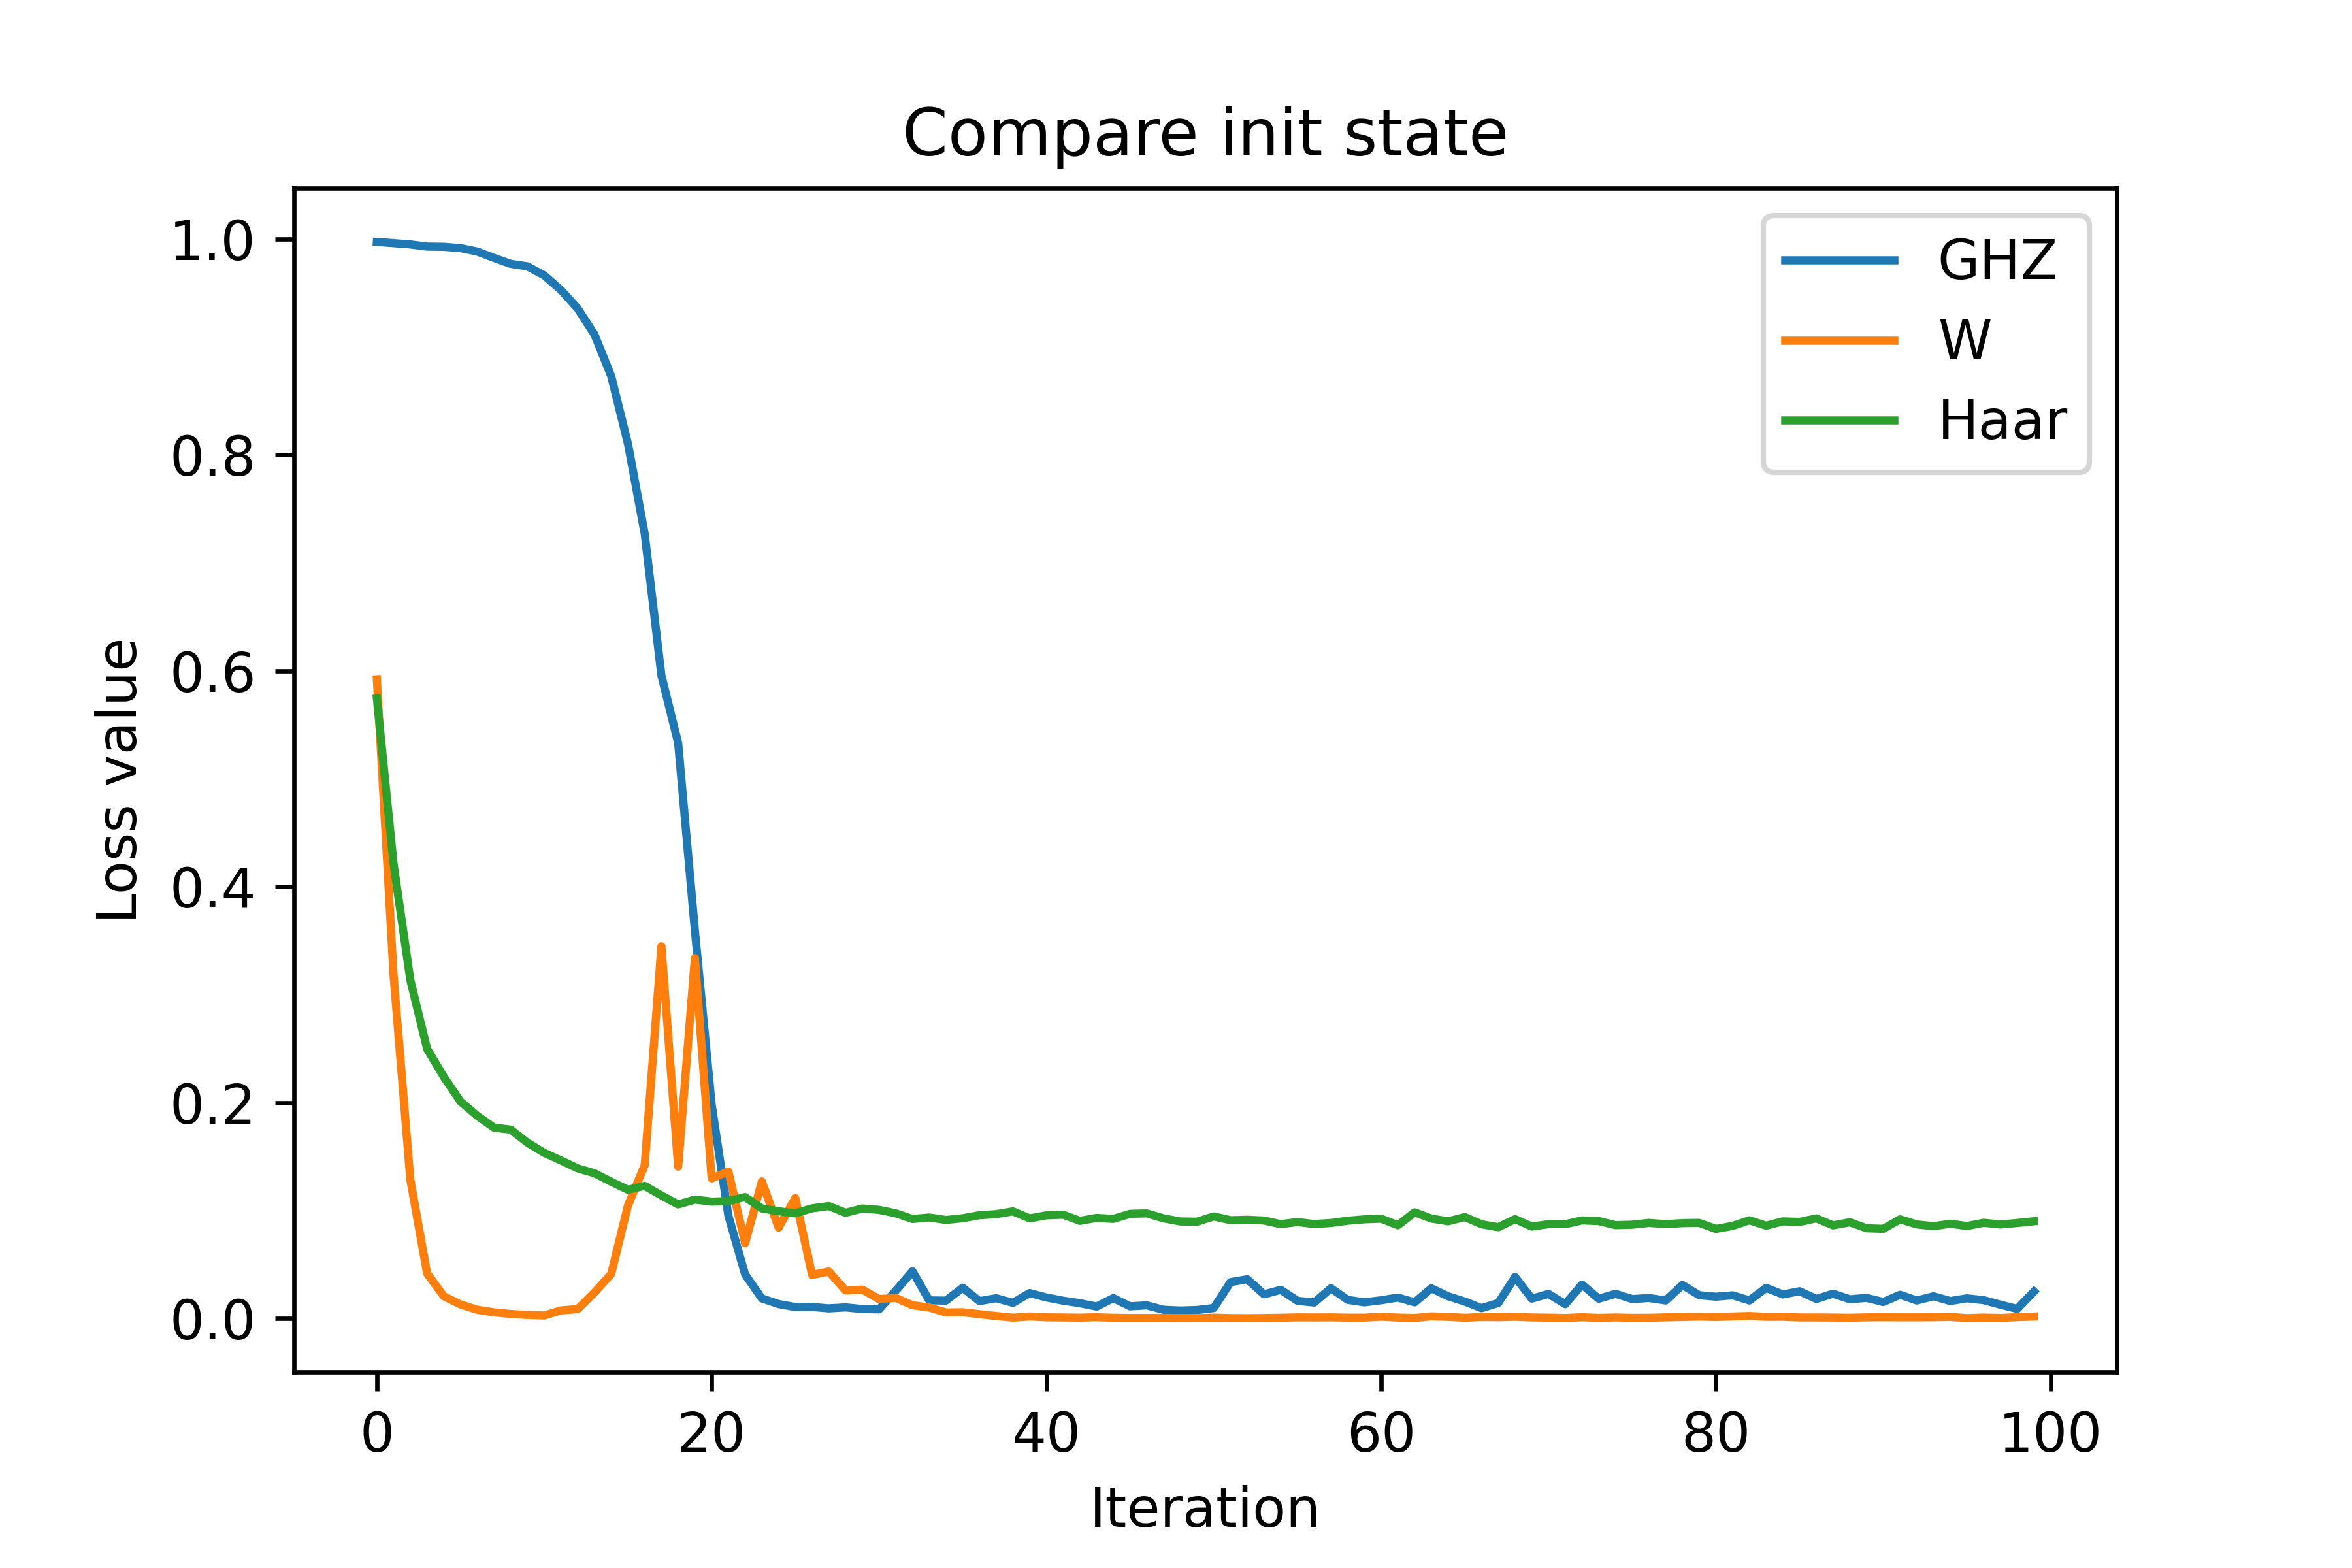 Compare init state
1.0
0.8
0.6
0.4
0.2
0.0
Loss value
GHZ
W
Haar
0 20 40 60 80 100
Iteration